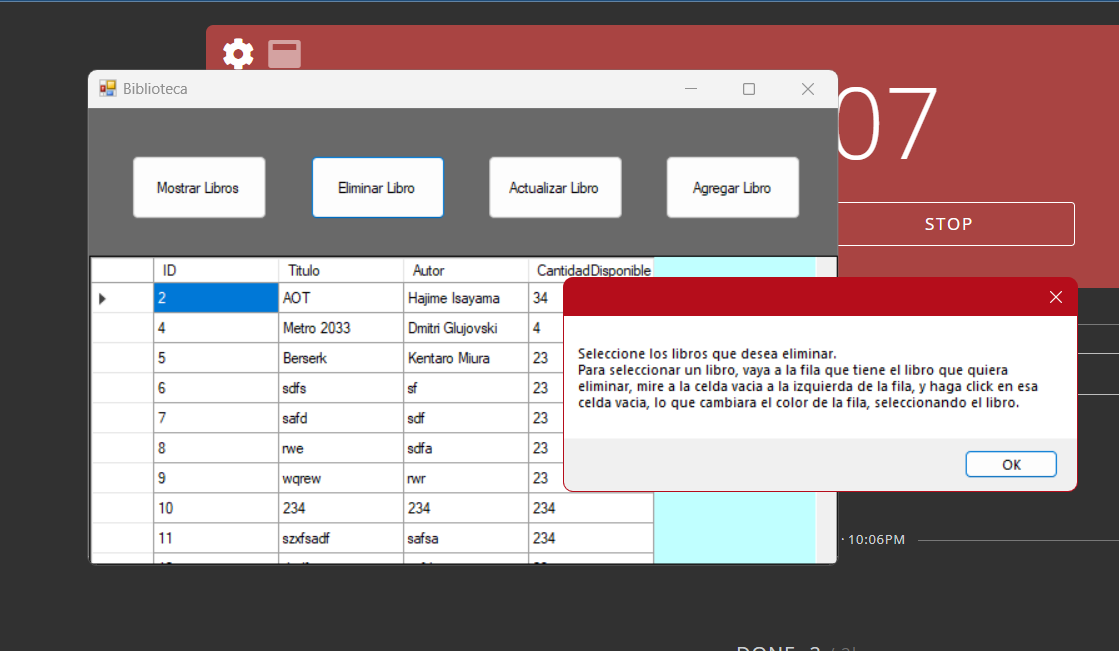 Biblioteca
07
Mostrar Libros
Eliminar Libro
Actualizar Libro
Agregar Libro
STOP
ID Titulo Autor CantidadDisponible
2 AOT Hajime Isayama 34
4 Metro 2033 Dmitri Glujovski 4
5 Berserk Kentaro Miura 23
6 sdfs sf 23
7 safd sdf 23
8 rwe sdfa 23
9 wqrew rwr 23
10 234 234 234
11 szxfsadf safsa 234
Seleccione los libros que desea eliminar.
Para seleccionar un libro, vaya a la fila que tiene el libro que quiera
eliminar, mire a la celda vacia a la izquierda de la fila, y haga click en esa
celda vacia, lo que cambiara el color de la fila, seleccionando el libro.
OK
· 10:06PM